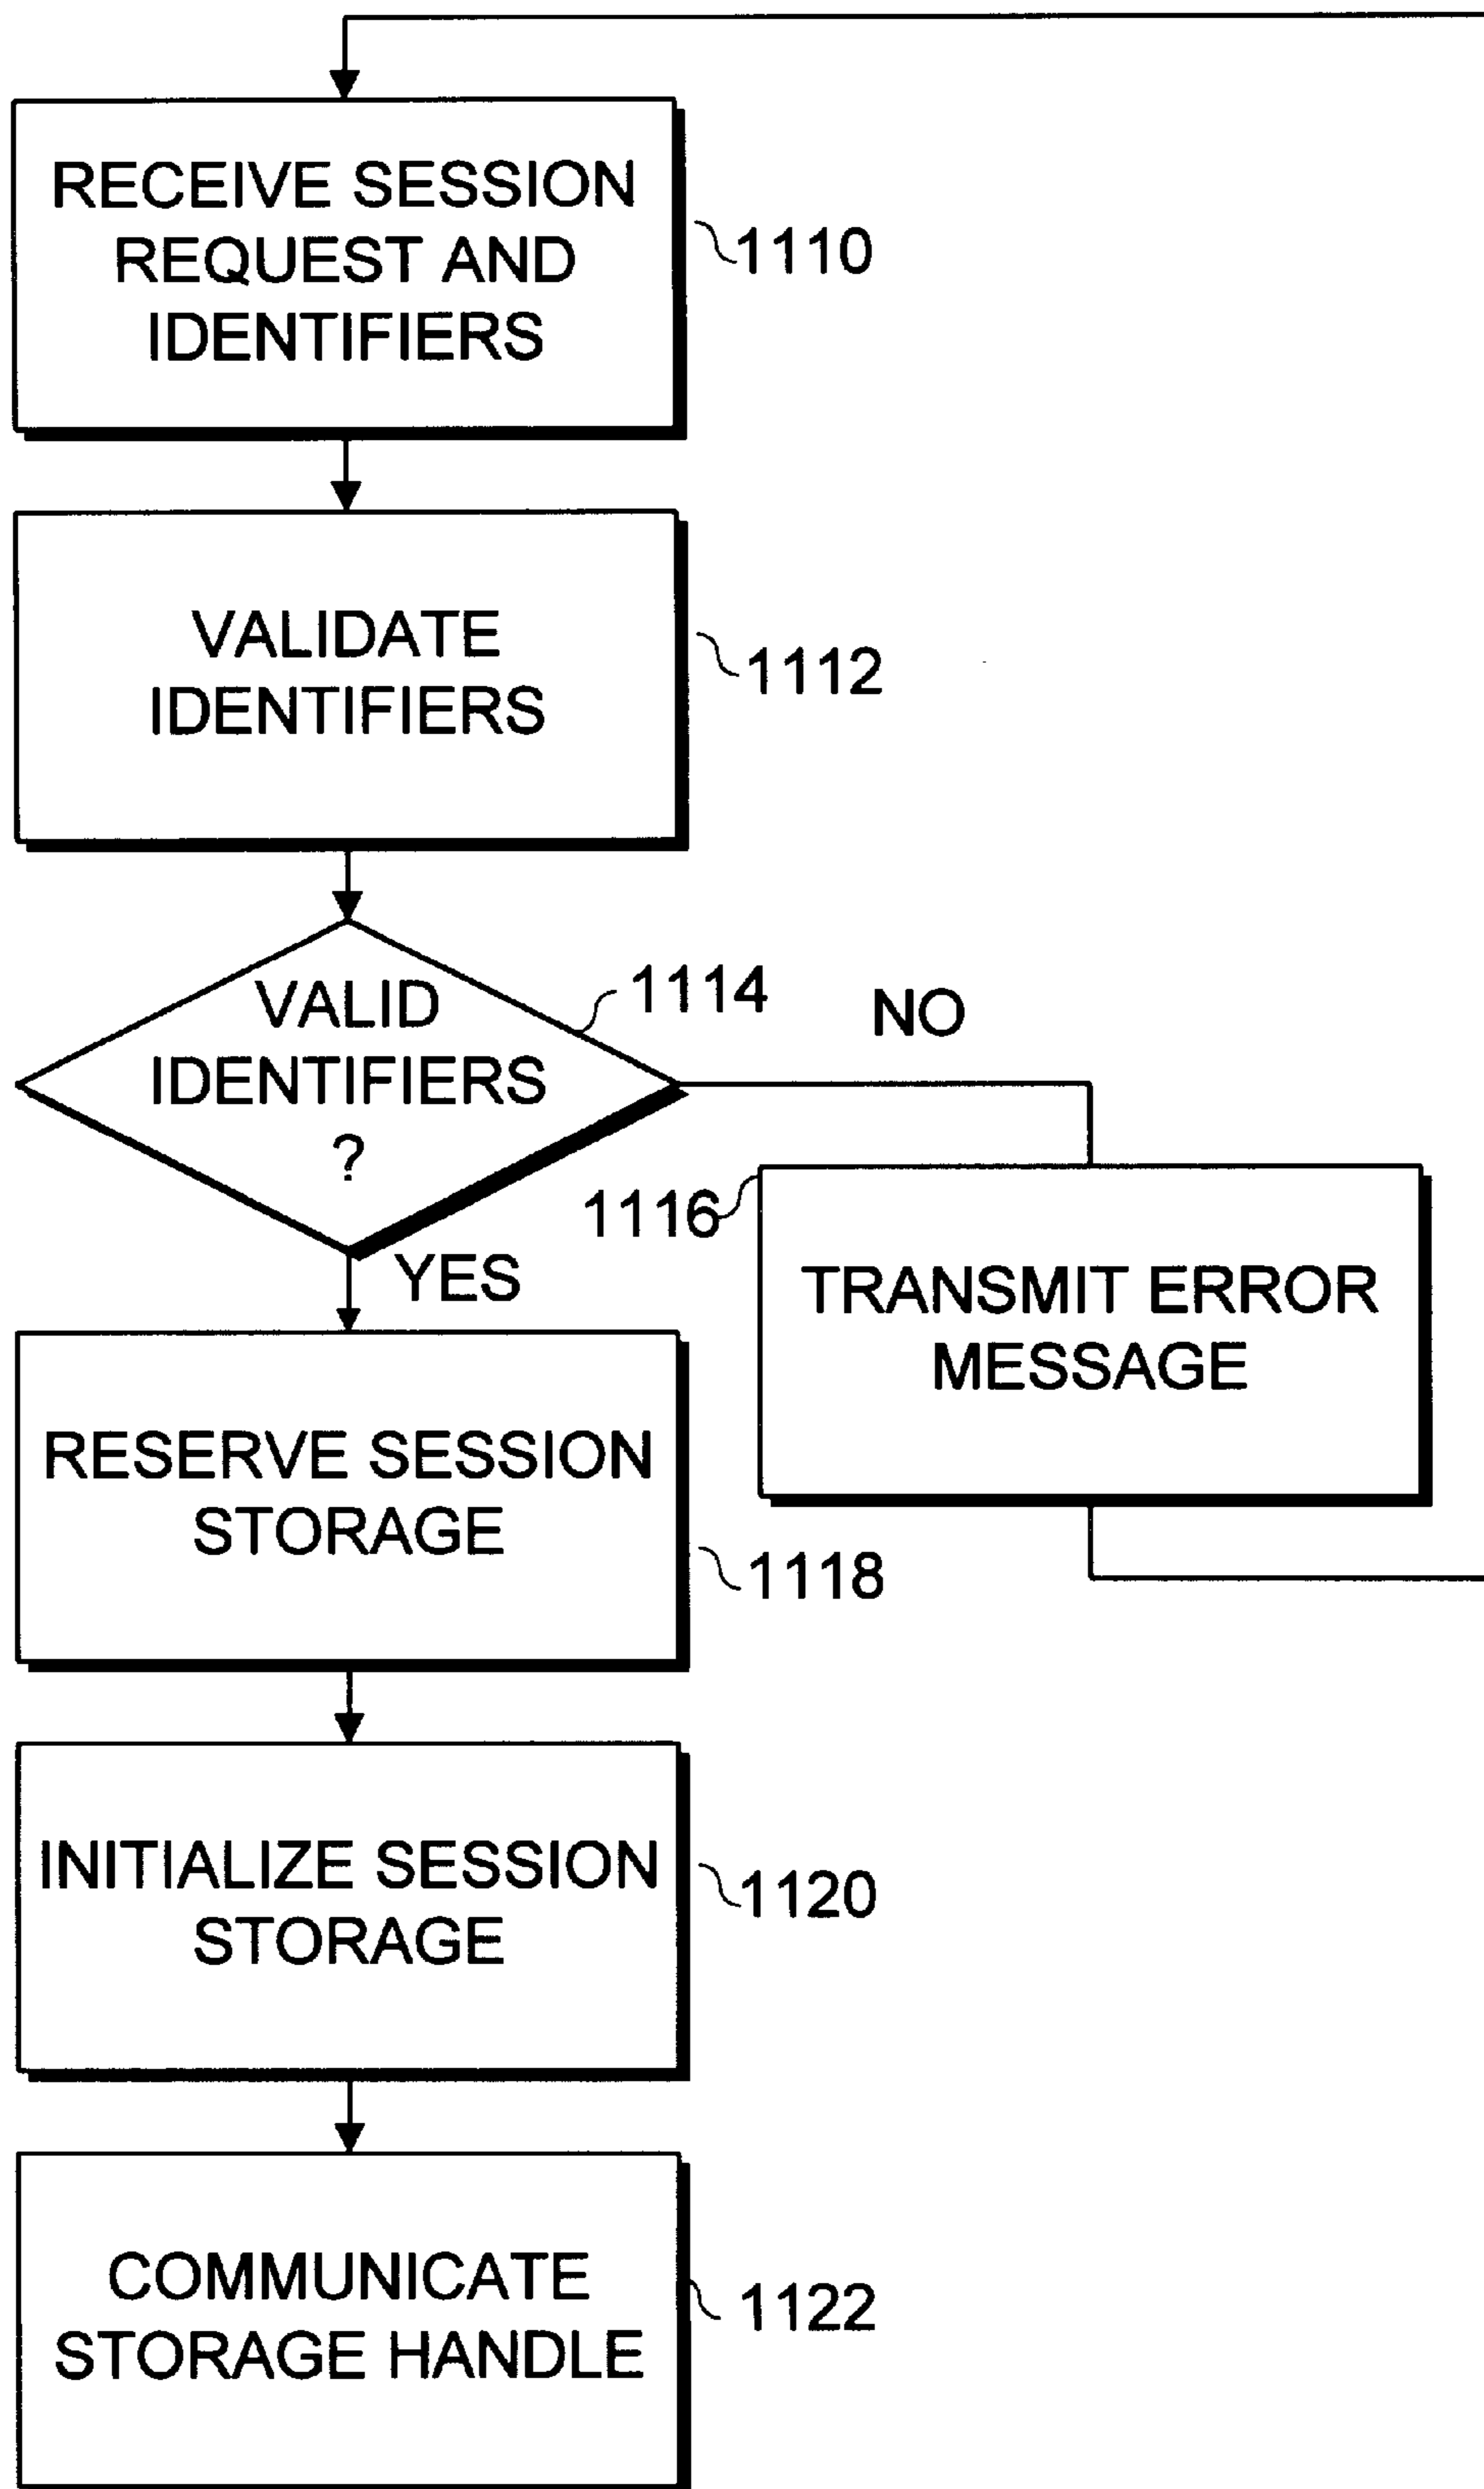 RECEIVE SESSION
REQUEST AND
IDENTIFIERS
1110
VALIDATE
IDENTIFIERS
1112
VALID
IDENTIFIERS
?
1114
NO
1116
TRANSMIT ERROR
MESSAGE
YES
RESERVE SESSION
STORAGE
1118
INITIALIZE SESSION
STORAGE
1120
COMMUNICATE
STORAGE HANDLE
1122